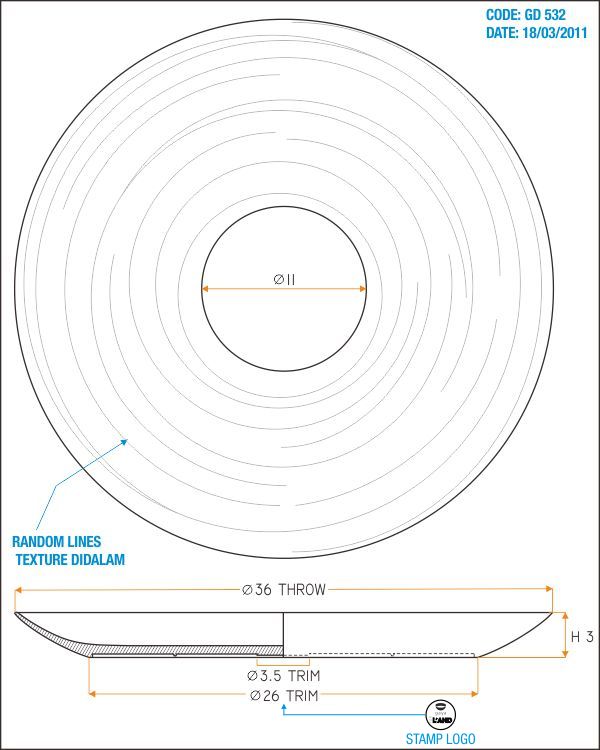 CODE: GD 532
DATE: 18/03/2011
Ø11
RANDOM LINES
TEXTURE DIDALAM
Ø36 THROW
H 3
Ø3.5 TRIM
Ø26 TRIM
L'AND
STAMP LOGO